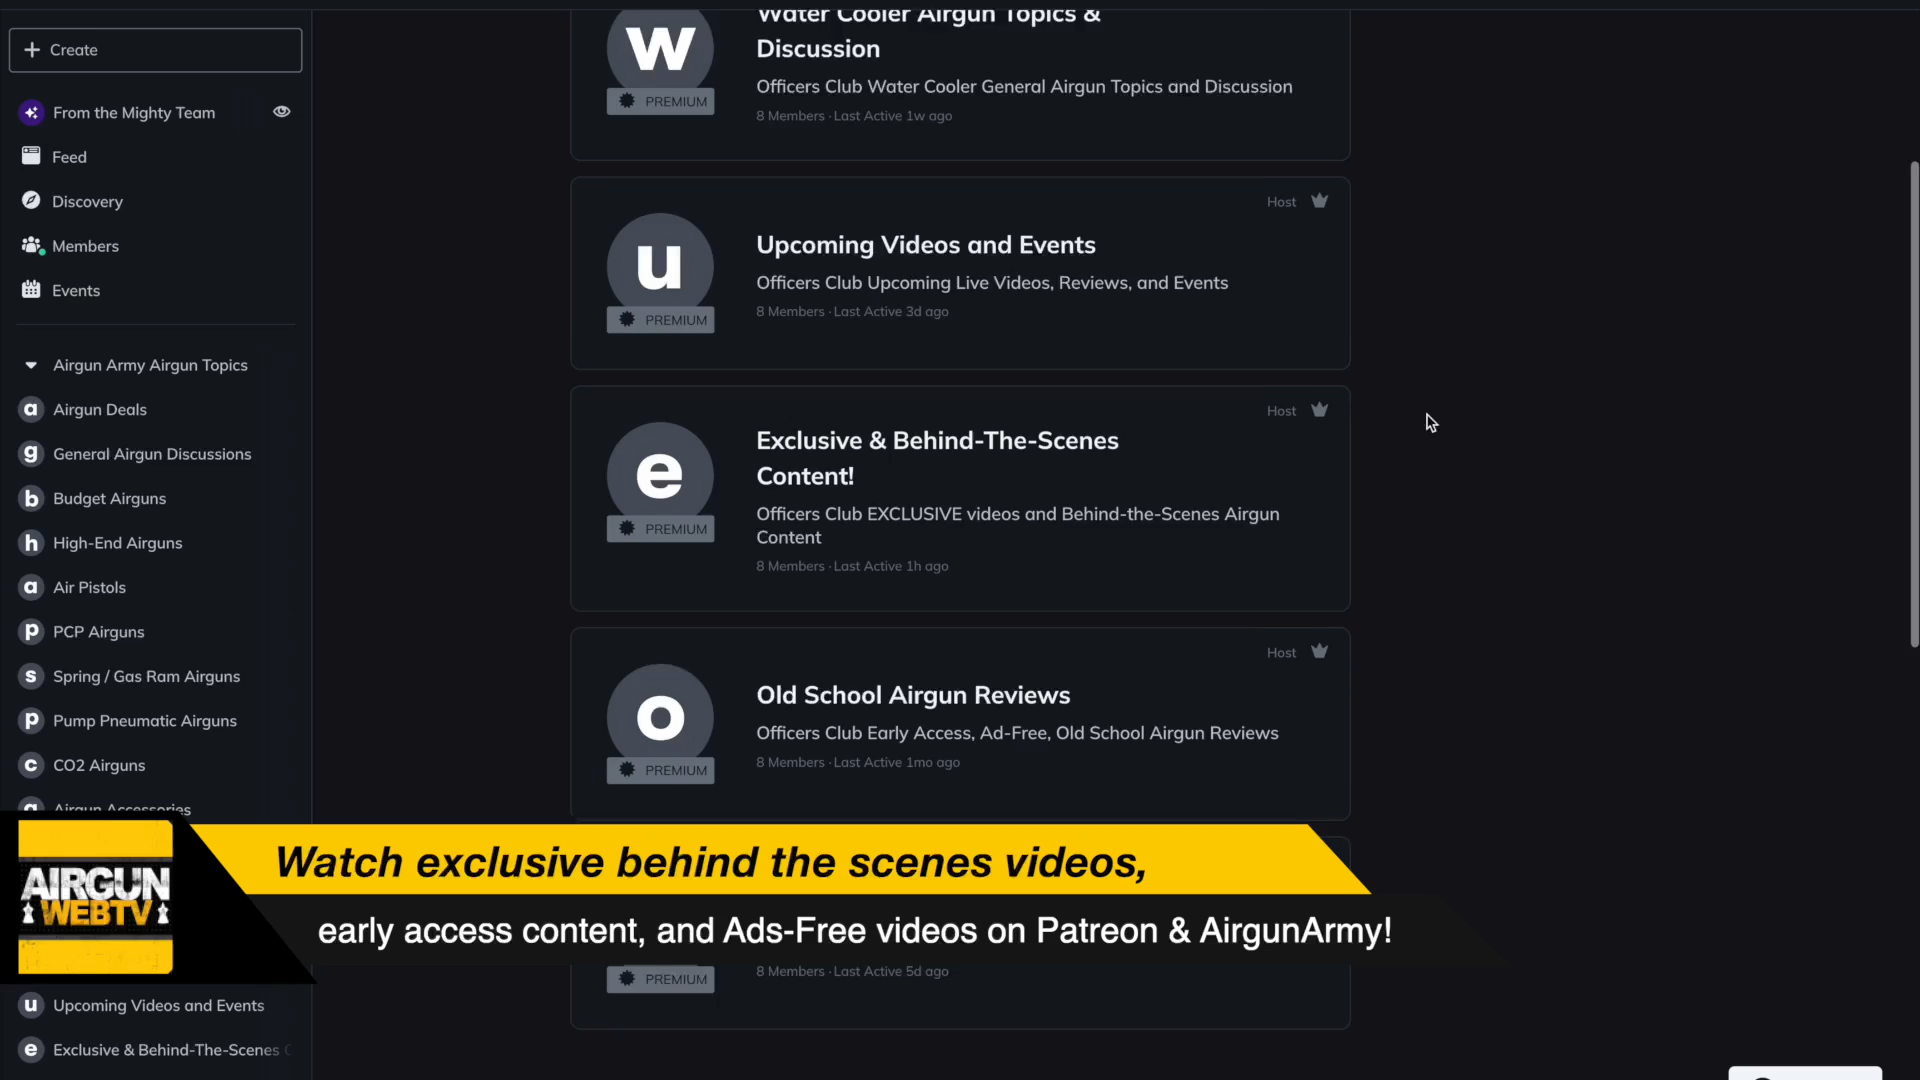 Create
From the Mighty Team
Feed
Discovery
Members
Events
Airgun Army Airgun Topics
a Airgun Deals
g General Airgun Discussions
b Budget Airguns
h High-End Airguns
a Air Pistols
p PCP Airguns
s Spring / Gas Ram Airguns
p Pump Pneumatic Airguns
c CO2 Airguns
a Airgun Accessories
u Upcoming Videos and Events
e Exclusive & Behind-The-Scenes
w
PREMIUM
Water Cooler Airgun Topics &
Discussion
Officers Club Water Cooler General Airgun Topics and Discussion
8 Members · Last Active 1w ago
Host
u
PREMIUM
Upcoming Videos and Events
Officers Club Upcoming Live Videos, Reviews, and Events
8 Members · Last Active 3d ago
Host
e
PREMIUM
Exclusive & Behind-The-Scenes
Content!
Officers Club EXCLUSIVE videos and Behind-the-Scenes Airgun
Content
8 Members · Last Active 1h ago
Host
o
PREMIUM
Old School Airgun Reviews
Officers Club Early Access, Ad-Free, Old School Airgun Reviews
8 Members · Last Active 1mo ago
PREMIUM
8 Members · Last Active 5d ago
AIRGUN
WEBTV
Watch exclusive behind the scenes videos,
early access content, and Ads-Free videos on Patreon & AirgunArmy!